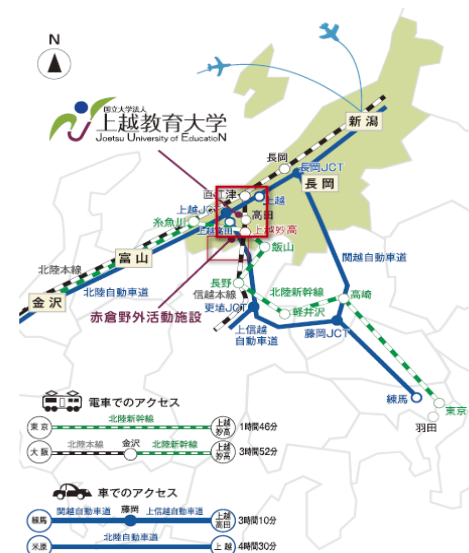 N
国立大学法人
上越教育大学
Joetsu University of EducatioN
新潟
長岡
長岡JCT
長岡
直江津
上越
上越JCT
高田
糸魚川
上越高田
上越妙高
富山
飯山
関越自動車道
北陸本線
金沢
北陸自動車道
長野
信越本線
北陸新幹線
高崎
赤倉野外活動施設
更埴JCT
軽井沢
上信越
自動車道
藤岡JCT
練馬
東京
羽田
電車でのアクセス
北陸新幹線
東京
上越妙高
1時間46分
北陸本線
金沢
北陸新幹線
大阪
上越妙高
3時間52分
車でのアクセス
関越自動車道
藤岡
上信越自動車道
練馬
上越高田
3時間10分
北陸自動車道
米原
上越
4時間30分